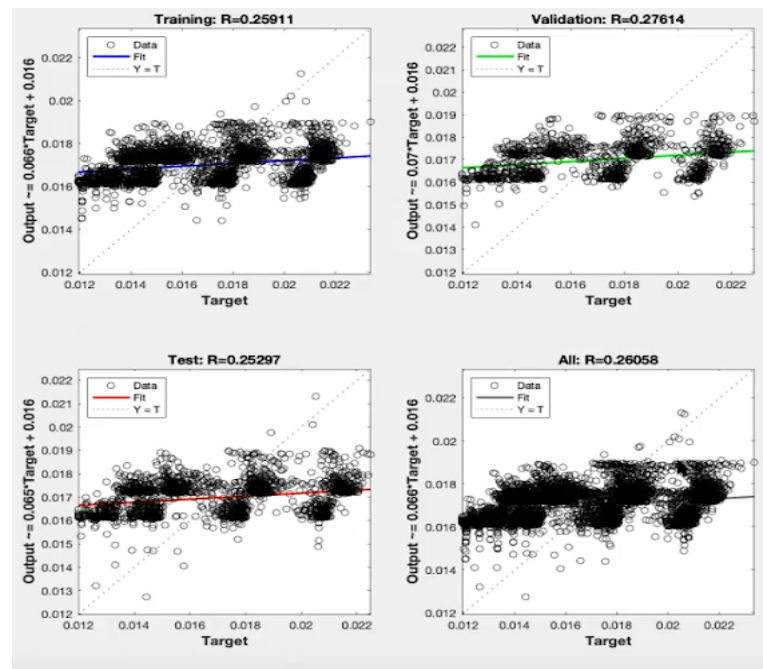 Training: R=0.25911
Output ~= 0.066*Target + 0.016
0.022
0.02
0.018
0.016
0.014
0.012
Data
Fit
Y = T
0.012 0.014 0.016 0.018 0.02 0.022
Target
Validation: R=0.27614
Output ~= 0.07*Target + 0.016
0.022
0.021
0.02
0.019
0.018
0.017
0.016
0.015
0.014
0.013
0.012
Data
Fit
Y = T
0.012 0.014 0.016 0.018 0.02 0.022
Target
Test: R=0.25297
Output ~= 0.065*Target + 0.016
0.022
0.021
0.02
0.019
0.018
0.017
0.016
0.015
0.014
0.013
0.012
Data
Fit
Y = T
0.012 0.014 0.016 0.018 0.02 0.022
Target
All: R=0.26058
Output ~= 0.066*Target + 0.016
0.022
0.02
0.018
0.016
0.014
0.012
Data
Fit
Y = T
0.012 0.014 0.016 0.018 0.02 0.022
Target